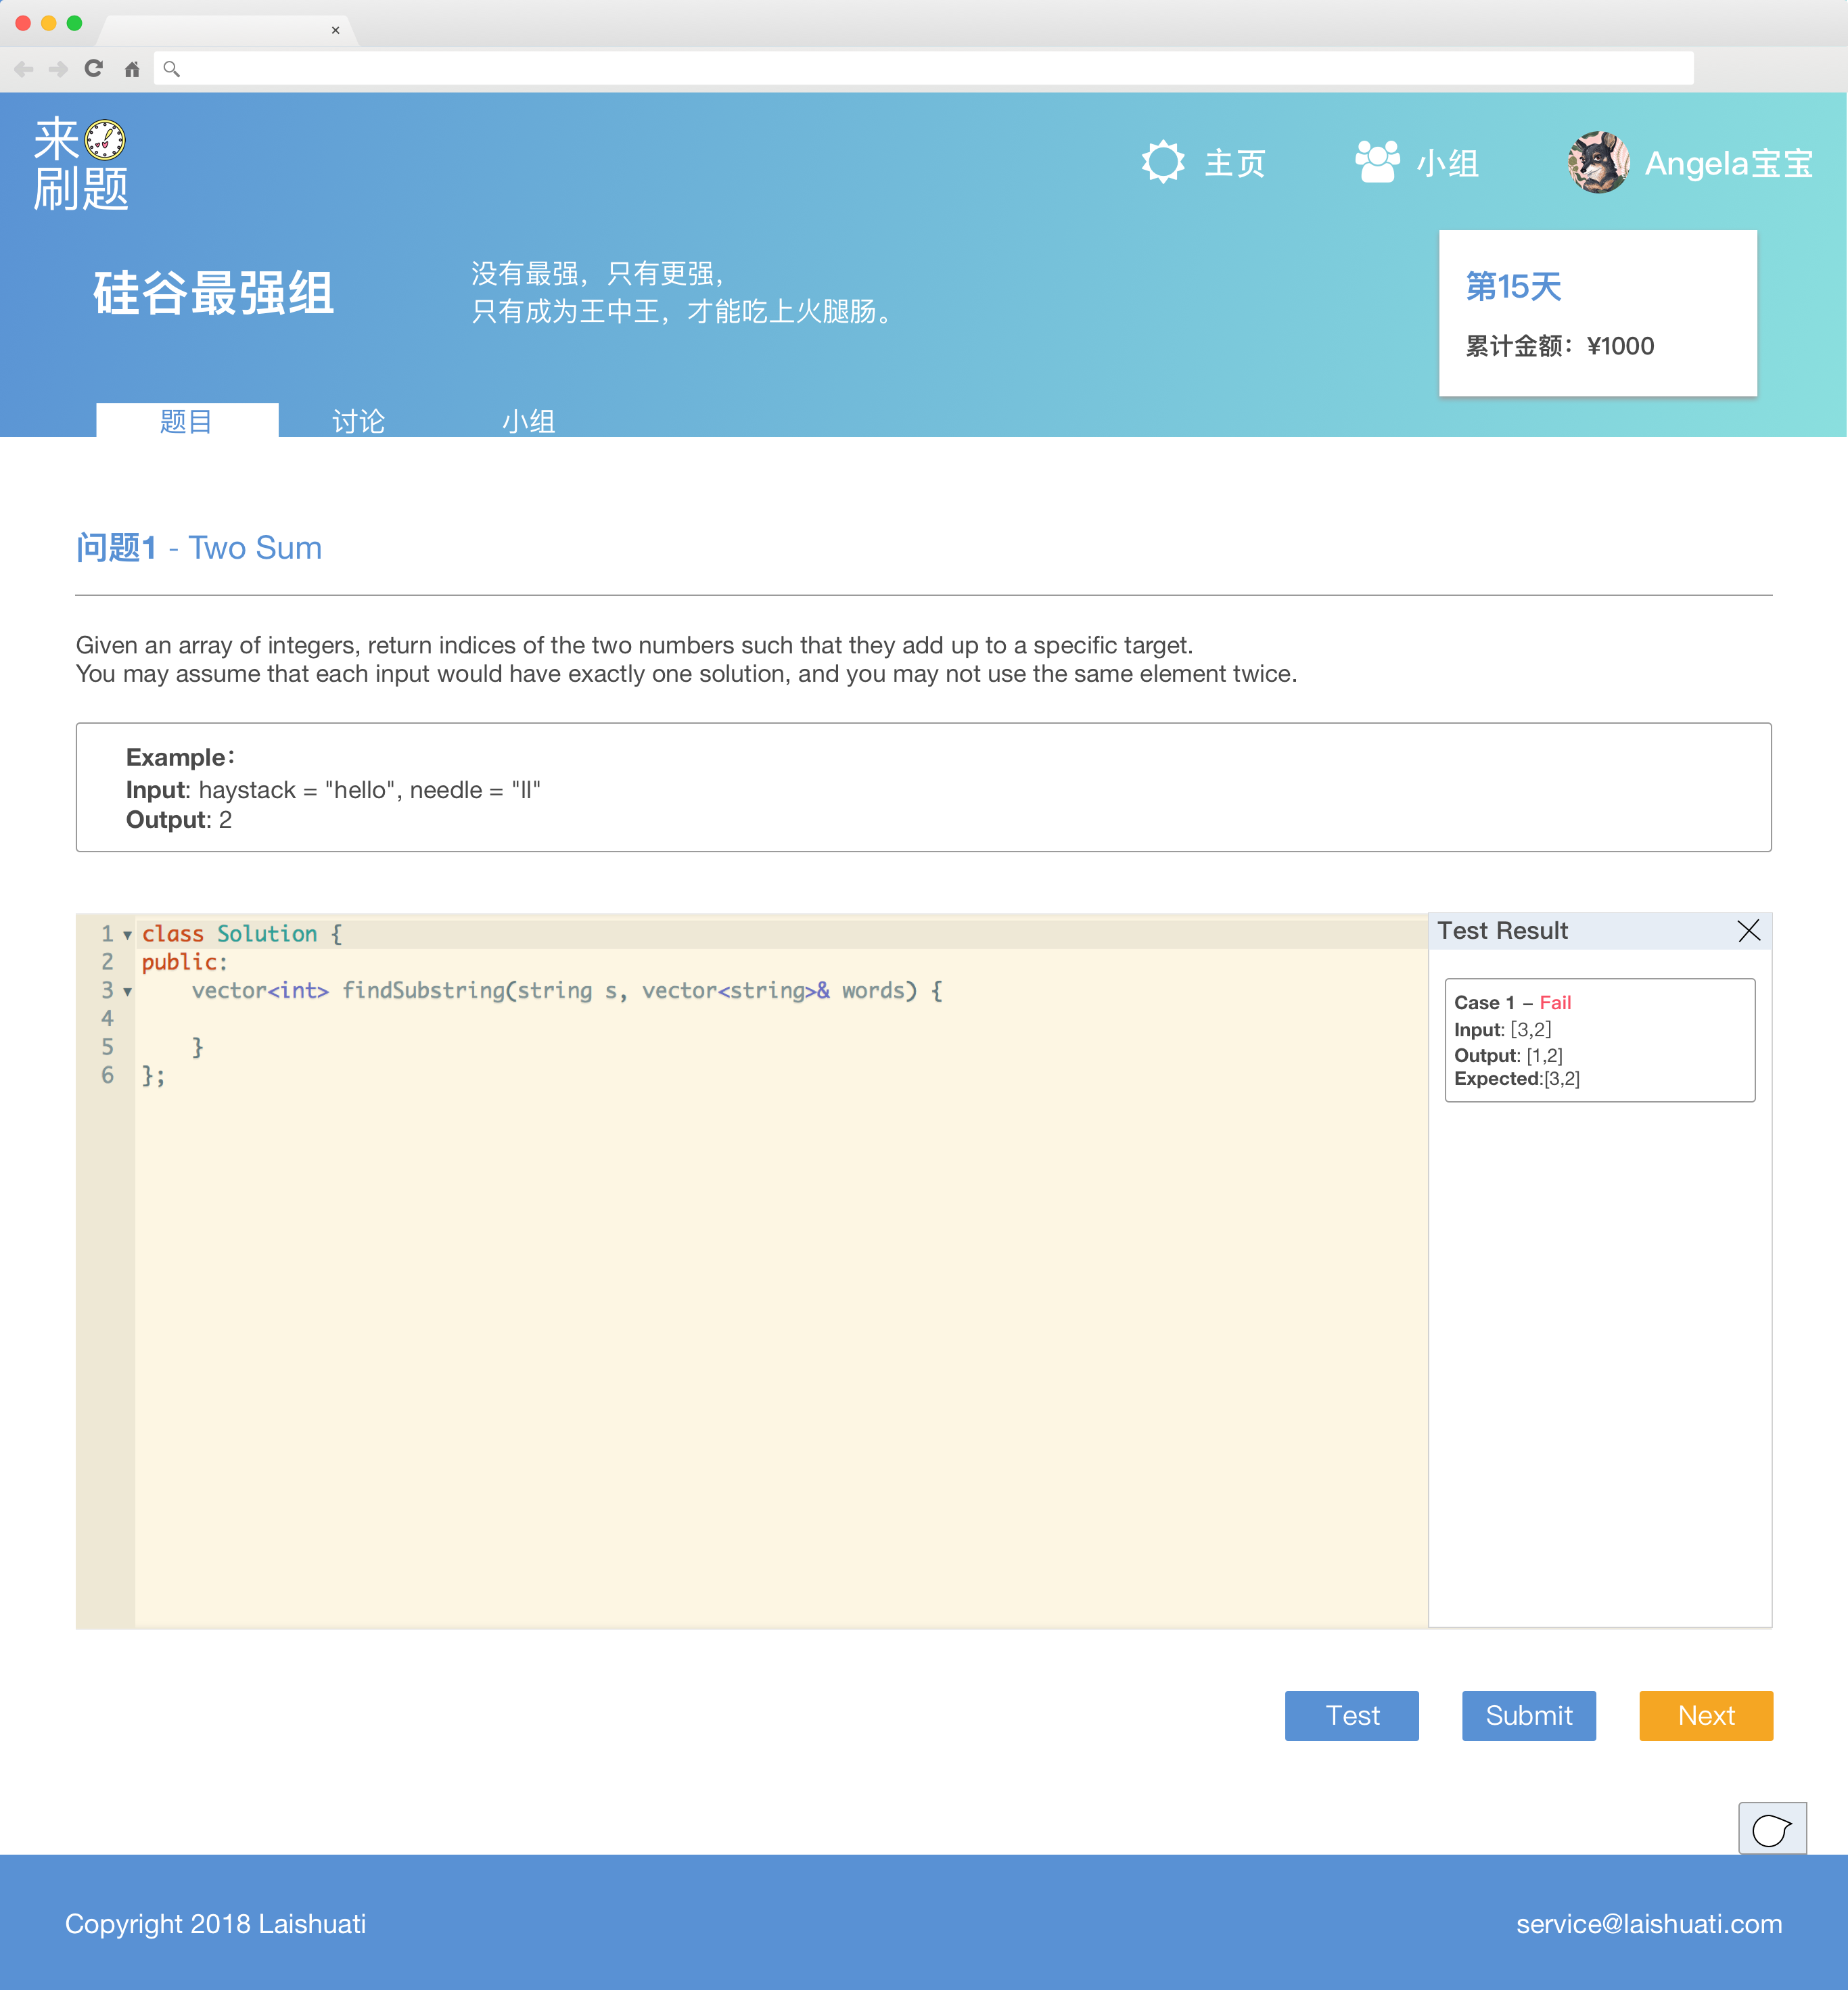 来
刷题
主页
小组
Angela宝宝
硅谷最强组
没有最强，只有更强，
只有成为王中王，才能吃上火腿肠。
第15天
累计金额：¥1000
题目
讨论
小组
问题1 - Two Sum
Given an array of integers, return indices of the two numbers such that they add up to a specific target.
You may assume that each input would have exactly one solution, and you may not use the same element twice.
Example：
Input: haystack = "hello", needle = "ll"
Output: 2
1 class Solution {
2 public:
3     vector<int> findSubstring(string s, vector<string>& words) {
4
5     }
6 };
Test Result
Case 1 – Fail
Input: [3,2]
Output: [1,2]
Expected:[3,2]
Test
Submit
Next
Copyright 2018 Laishuati
service@laishuati.com